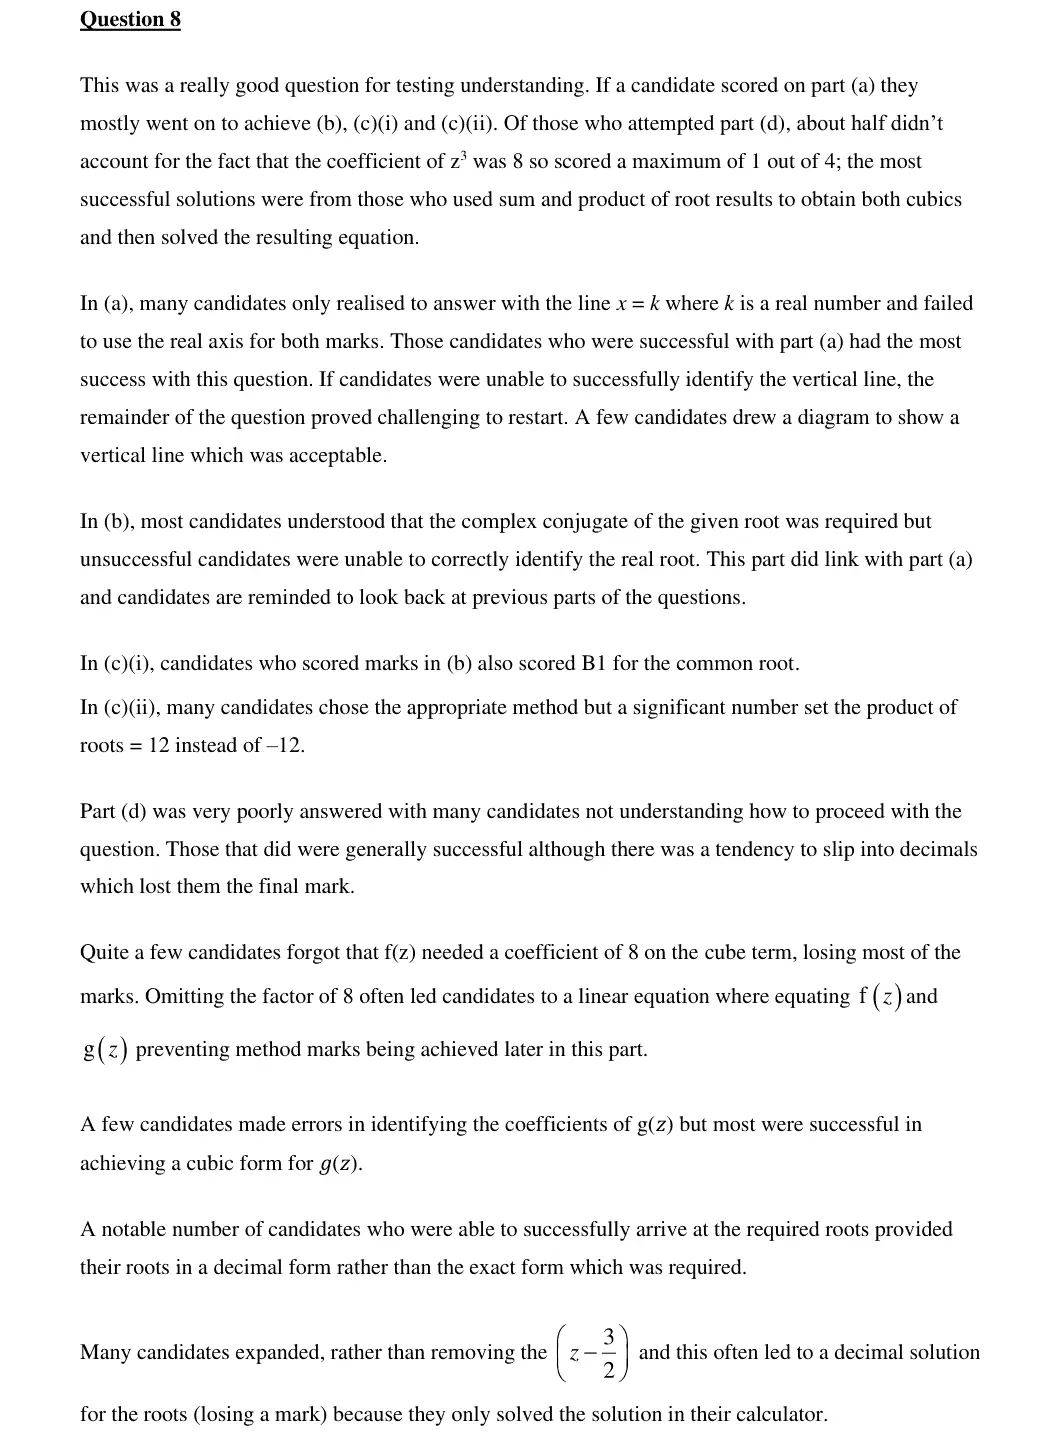 Question 8
This was a really good question for testing understanding. If a candidate scored on part (a) they
mostly went on to achieve (b), (c)(i) and (c)(ii). Of those who attempted part (d), about half didn’t
account for the fact that the coefficient of z³ was 8 so scored a maximum of 1 out of 4; the most
successful solutions were from those who used sum and product of root results to obtain both cubics
and then solved the resulting equation.
In (a), many candidates only realised to answer with the line x = k where k is a real number and failed
to use the real axis for both marks. Those candidates who were successful with part (a) had the most
success with this question. If candidates were unable to successfully identify the vertical line, the
remainder of the question proved challenging to restart. A few candidates drew a diagram to show a
vertical line which was acceptable.
In (b), most candidates understood that the complex conjugate of the given root was required but
unsuccessful candidates were unable to correctly identify the real root. This part did link with part (a)
and candidates are reminded to look back at previous parts of the questions.
In (c)(i), candidates who scored marks in (b) also scored B1 for the common root.
In (c)(ii), many candidates chose the appropriate method but a significant number set the product of
roots = 12 instead of –12.
Part (d) was very poorly answered with many candidates not understanding how to proceed with the
question. Those that did were generally successful although there was a tendency to slip into decimals
which lost them the final mark.
Quite a few candidates forgot that f(z) needed a coefficient of 8 on the cube term, losing most of the
marks. Omitting the factor of 8 often led candidates to a linear equation where equating f(z) and
g(z) preventing method marks being achieved later in this part.
A few candidates made errors in identifying the coefficients of g(z) but most were successful in
achieving a cubic form for g(z).
A notable number of candidates who were able to successfully arrive at the required roots provided
their roots in a decimal form rather than the exact form which was required.
Many candidates expanded, rather than removing the (z − 3/2) and this often led to a decimal solution
for the roots (losing a mark) because they only solved the solution in their calculator.